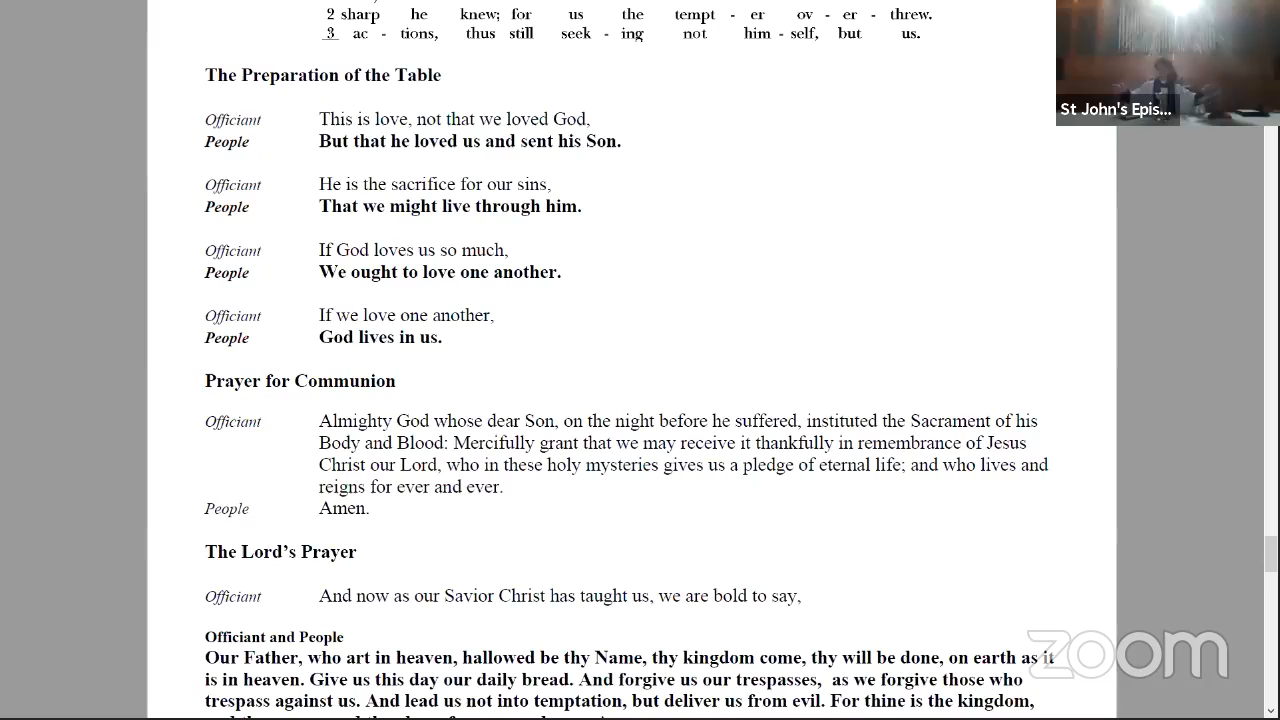 2 sharp he knew; for us the tempt - er ov - er - threw.
3 ac - tions, thus still seek - ing not him - self, but us.
The Preparation of the Table
St John's Epis...
Officiant This is love, not that we loved God,
People But that he loved us and sent his Son.
Officiant He is the sacrifice for our sins,
People That we might live through him.
Officiant If God loves us so much,
People We ought to love one another.
Officiant If we love one another,
People God lives in us.
Prayer for Communion
Officiant Almighty God whose dear Son, on the night before he suffered, instituted the Sacrament of his
Body and Blood: Mercifully grant that we may receive it thankfully in remembrance of Jesus
Christ our Lord, who in these holy mysteries gives us a pledge of eternal life; and who lives and
reigns for ever and ever.
People Amen.
The Lord's Prayer
Officiant And now as our Savior Christ has taught us, we are bold to say,
Officiant and People
Our Father, who art in heaven, hallowed be thy Name, thy kingdom come, thy will be done, on earth as it
is in heaven. Give us this day our daily bread. And forgive us our trespasses, as we forgive those who
trespass against us. And lead us not into temptation, but deliver us from evil. For thine is the kingdom,
zoom